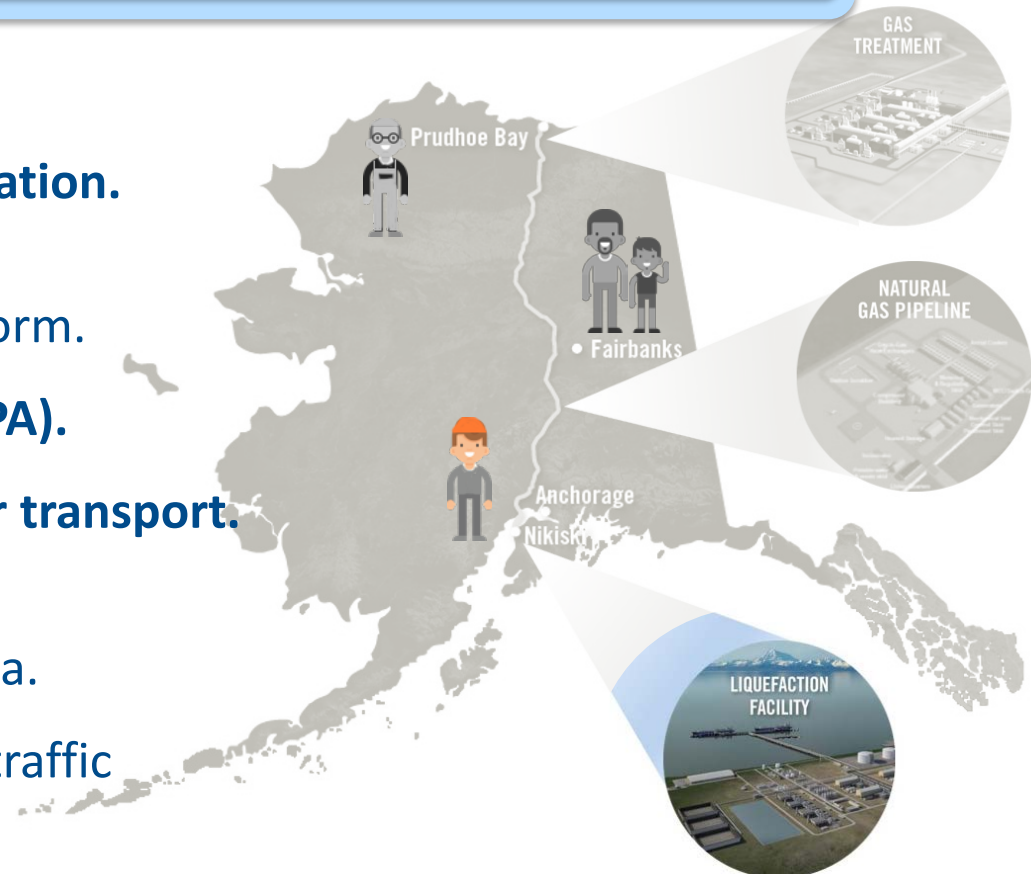 GAS
TREATMENT
Prudhoe Bay
ation.
orm.
NATURAL
GAS PIPELINE
Fairbanks
PA).
Anchorage
r transport.
Nikiski
a.
LIQUEFACTION
FACILITY
traffic